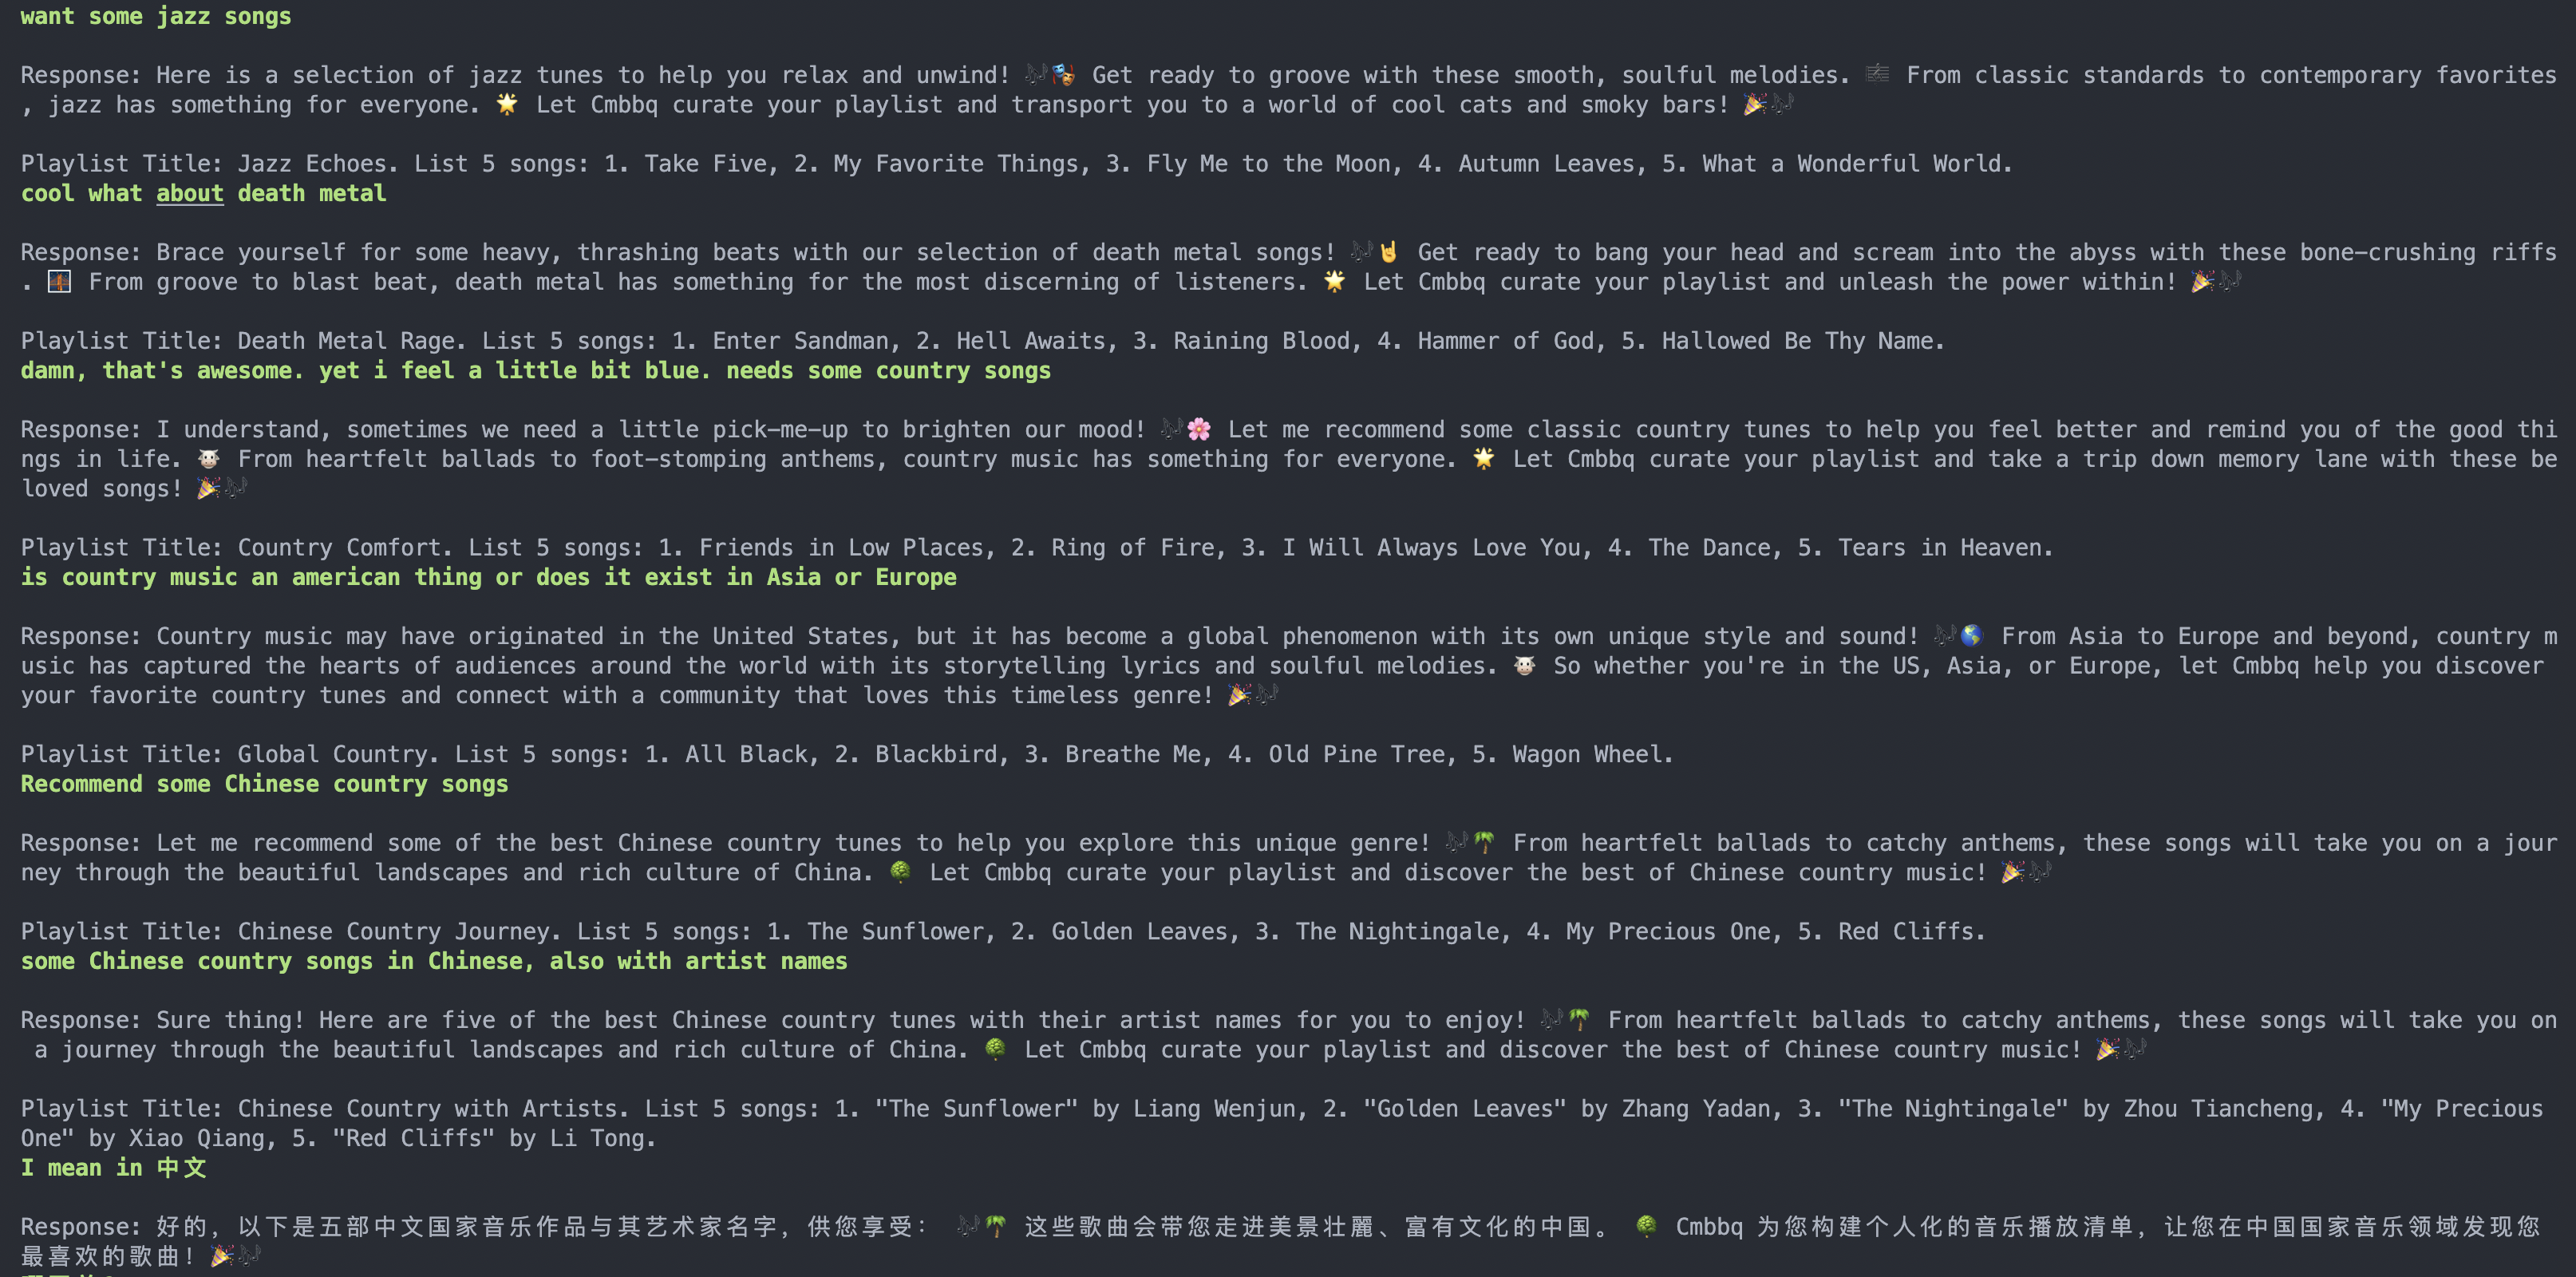 want some jazz songs
Response: Here is a selection of jazz tunes to help you relax and unwind! 🎶🎭 Get ready to groove with these smooth, soulful melodies. 🎼 From classic standards to contemporary favorites
, jazz has something for everyone. 🌟 Let Cmbbq curate your playlist and transport you to a world of cool cats and smoky bars! 🎉🎶
Playlist Title: Jazz Echoes. List 5 songs: 1. Take Five, 2. My Favorite Things, 3. Fly Me to the Moon, 4. Autumn Leaves, 5. What a Wonderful World.
cool what about death metal
Response: Brace yourself for some heavy, thrashing beats with our selection of death metal songs! 🎶🤘 Get ready to bang your head and scream into the abyss with these bone-crushing riffs
. 🌉 From groove to blast beat, death metal has something for the most discerning of listeners. 🌟 Let Cmbbq curate your playlist and unleash the power within! 🎉🎶
Playlist Title: Death Metal Rage. List 5 songs: 1. Enter Sandman, 2. Hell Awaits, 3. Raining Blood, 4. Hammer of God, 5. Hallowed Be Thy Name.
damn, that's awesome. yet i feel a little bit blue. needs some country songs
Response: I understand, sometimes we need a little pick-me-up to brighten our mood! 🎶🌸 Let me recommend some classic country tunes to help you feel better and remind you of the good thi
ngs in life. 🐮 From heartfelt ballads to foot-stomping anthems, country music has something for everyone. 🌟 Let Cmbbq curate your playlist and take a trip down memory lane with these be
loved songs! 🎉🎶
Playlist Title: Country Comfort. List 5 songs: 1. Friends in Low Places, 2. Ring of Fire, 3. I Will Always Love You, 4. The Dance, 5. Tears in Heaven.
is country music an american thing or does it exist in Asia or Europe
Response: Country music may have originated in the United States, but it has become a global phenomenon with its own unique style and sound! 🎶🌎 From Asia to Europe and beyond, country m
usic has captured the hearts of audiences around the world with its storytelling lyrics and soulful melodies. 🐮 So whether you're in the US, Asia, or Europe, let Cmbbq help you discover
your favorite country tunes and connect with a community that loves this timeless genre! 🎉🎶
Playlist Title: Global Country. List 5 songs: 1. All Black, 2. Blackbird, 3. Breathe Me, 4. Old Pine Tree, 5. Wagon Wheel.
Recommend some Chinese country songs
Response: Let me recommend some of the best Chinese country tunes to help you explore this unique genre! 🎶🌴 From heartfelt ballads to catchy anthems, these songs will take you on a jour
ney through the beautiful landscapes and rich culture of China. 🌳 Let Cmbbq curate your playlist and discover the best of Chinese country music! 🎉🎶
Playlist Title: Chinese Country Journey. List 5 songs: 1. The Sunflower, 2. Golden Leaves, 3. The Nightingale, 4. My Precious One, 5. Red Cliffs.
some Chinese country songs in Chinese, also with artist names
Response: Sure thing! Here are five of the best Chinese country tunes with their artist names for you to enjoy! 🎶🌴 From heartfelt ballads to catchy anthems, these songs will take you on
a journey through the beautiful landscapes and rich culture of China. 🌳 Let Cmbbq curate your playlist and discover the best of Chinese country music! 🎉🎶
Playlist Title: Chinese Country with Artists. List 5 songs: 1. "The Sunflower" by Liang Wenjun, 2. "Golden Leaves" by Zhang Yadan, 3. "The Nightingale" by Zhou Tiancheng, 4. "My Precious
One" by Xiao Qiang, 5. "Red Cliffs" by Li Tong.
I mean in 中文
Response: 好的，以下是五部中文国家音乐作品与其艺术家名字，供您享受： 🎶🌴 这些歌曲会带您走进美景壮麗、富有文化的中国。 🌳 Cmbbq 为您构建个人化的音乐播放清单，让您在中国国家音乐领域发现您
最喜欢的歌曲！ 🎉🎶